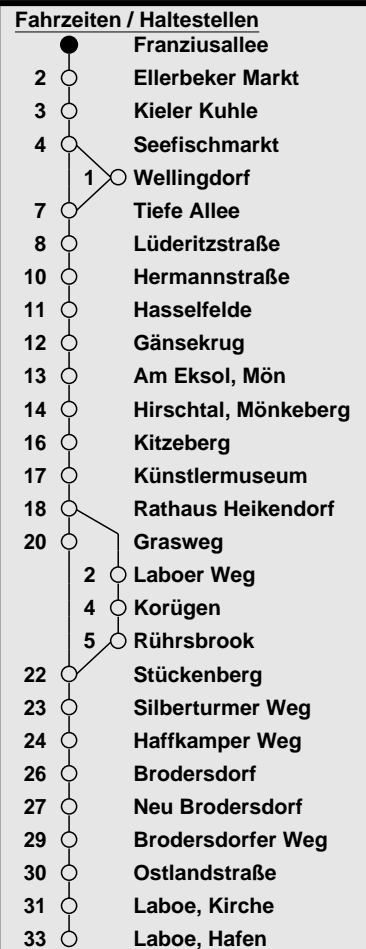 Fahrzeiten / Haltestellen
Franziusallee
2 Ellerbeker Markt
3 Kieler Kuhle
4 Seefischmarkt
1 Wellingdorf
7 Tiefe Allee
8 Lüderitzstraße
10 Hermannstraße
11 Hasselfelde
12 Gänsekrug
13 Am Eksol, Mön
14 Hirschtal, Mönkeberg
16 Kitzeberg
17 Künstlermuseum
18 Rathaus Heikendorf
20 Grasweg
2 Laboer Weg
4 Korügen
5 Rührsbrook
22 Stückenberg
23 Silberturmer Weg
24 Haffkamper Weg
26 Brodersdorf
27 Neu Brodersdorf
29 Brodersdorfer Weg
30 Ostlandstraße
31 Laboe, Kirche
33 Laboe, Hafen